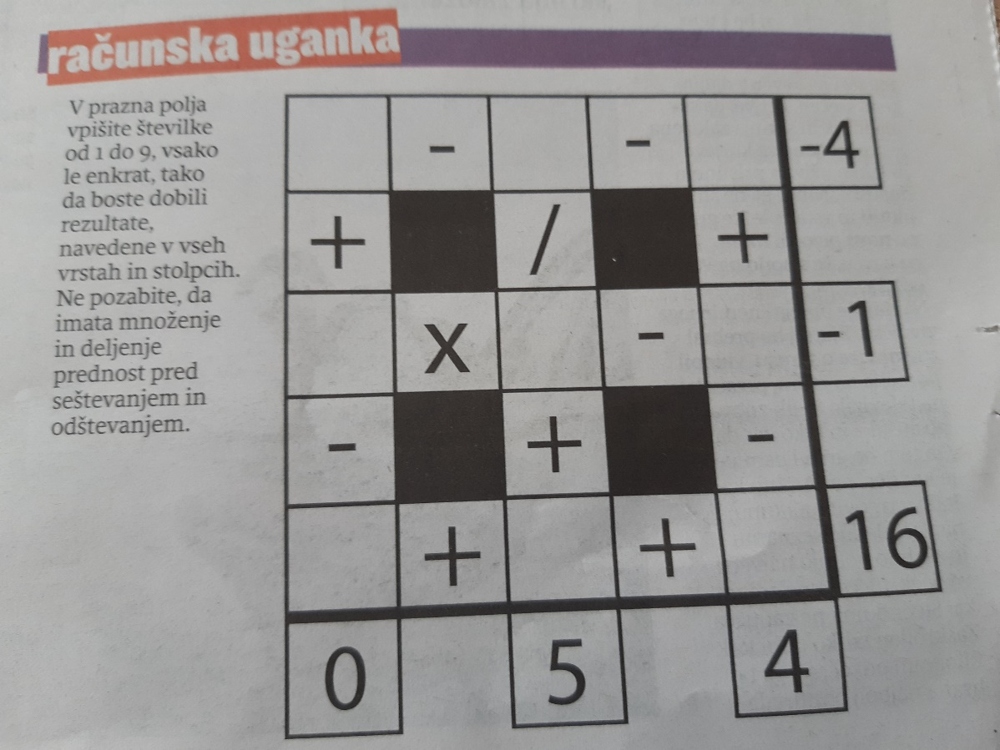 računska uganka
V prazna polja
vpišite številke
od 1 do 9, vsako
le enkrat, tako
da boste dobili
rezultate,
navedene v vseh
vrstah in stolpcih.
Ne pozabite, da
imata množenje
in deljenje
prednost pred
seštevanjem in
odštevanjem.
- - -4
+ / +
x - -1
- + -
+ + 16
0 5 4